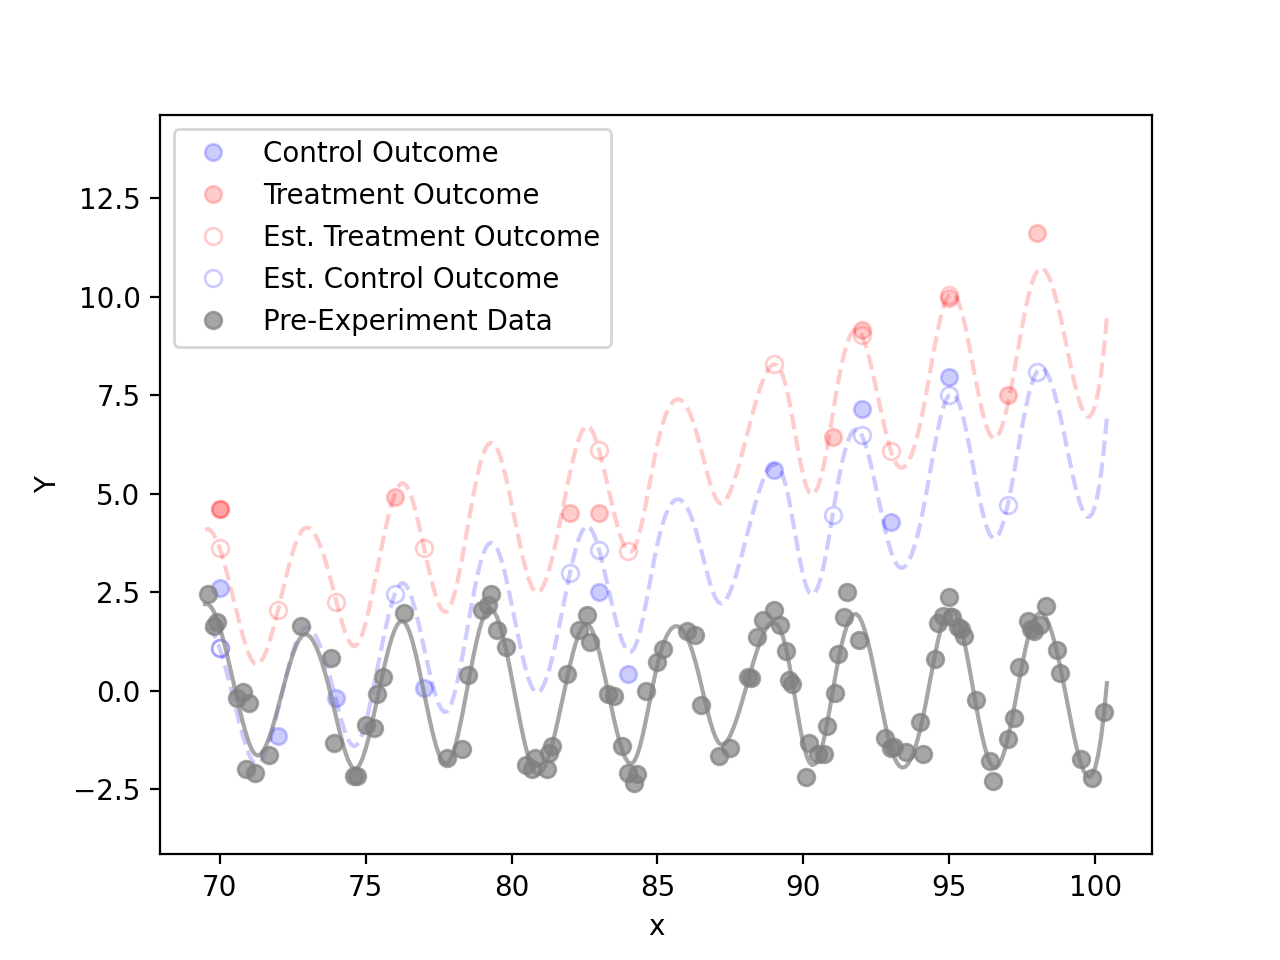 Control Outcome
Treatment Outcome
Est. Treatment Outcome
Est. Control Outcome
Pre-Experiment Data
12.5
10.0
7.5
5.0
2.5
0.0
−2.5
Y
70 75 80 85 90 95 100
x